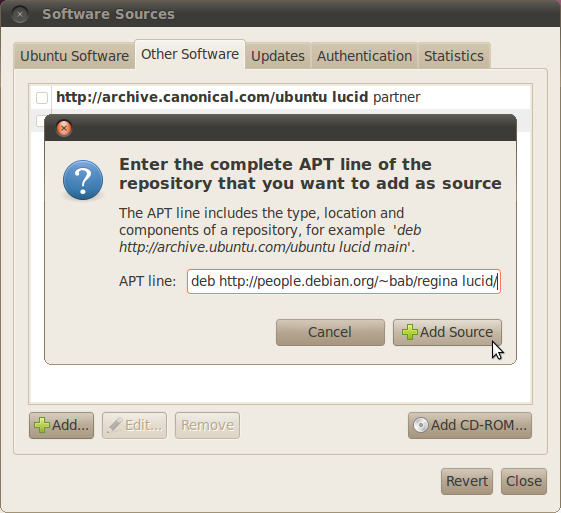 Software Sources
Ubuntu Software Other Software Updates Authentication Statistics
http://archive.canonical.com/ubuntu lucid partner
Enter the complete APT line of the
repository that you want to add as source
The APT line includes the type, location and
components of a repository, for example 'deb
http://archive.ubuntu.com/ubuntu lucid main'.
APT line: deb http://people.debian.org/~bab/regina lucid/
Cancel Add Source
Add... Edit... Remove Add CD-ROM...
Revert Close